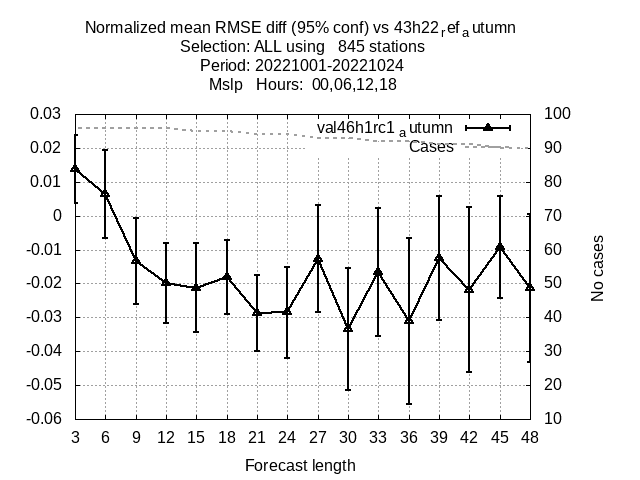 Normalized mean RMSE diff (95% conf) vs 43h22ref autumn
Selection: ALL using   845 stations
Period: 20221001-20221024
Mslp   Hours:  00,06,12,18
0.03
0.02
0.01
0
-0.01
-0.02
-0.03
-0.04
-0.05
-0.06
val46h1rc1autumn
Cases
100
90
80
70
60
50
40
30
20
10
No cases
3 6 9 12 15 18 21 24 27 30 33 36 39 42 45 48
Forecast length